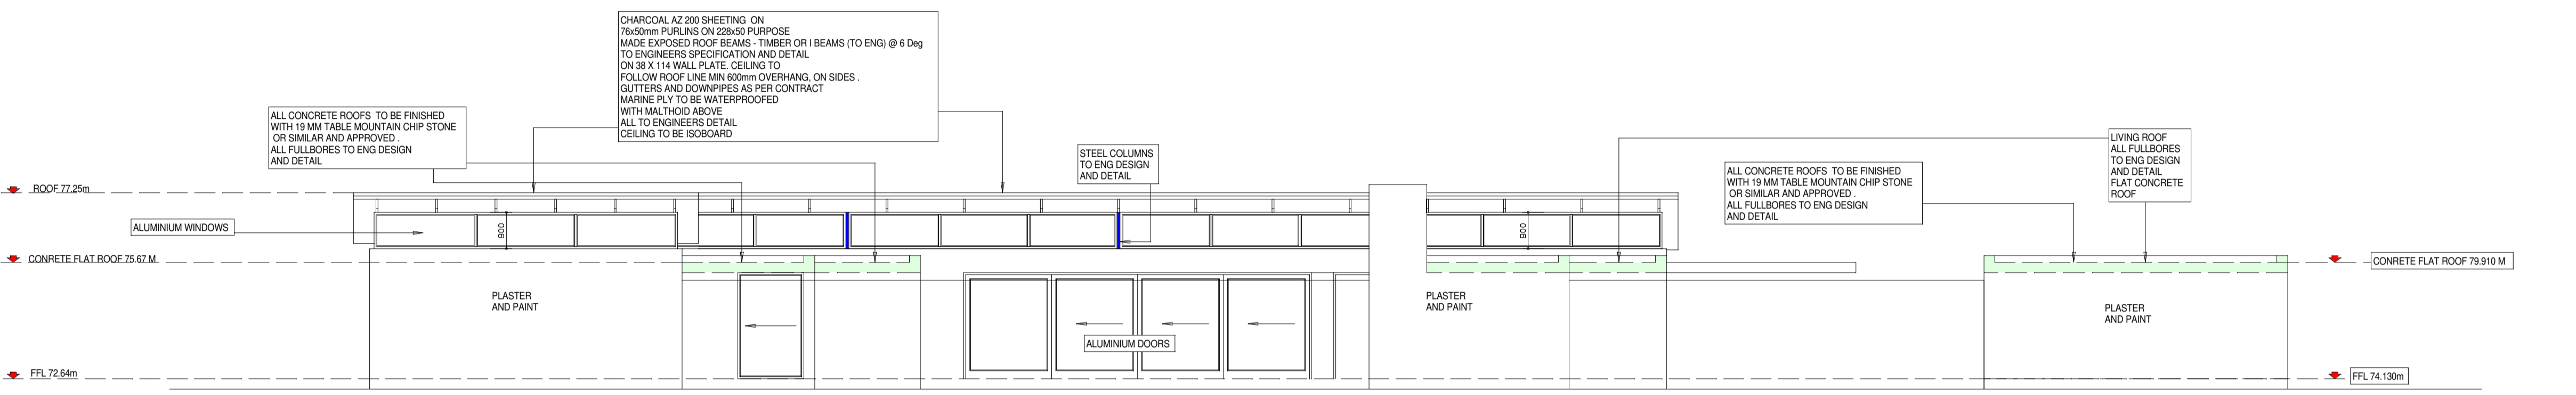 CHARCOAL AZ 200 SHEETING ON
76x50mm PURLINS ON 228x50 PURPOSE
MADE EXPOSED ROOF BEAMS - TIMBER OR I BEAMS (TO ENG) @ 6 Deg
TO ENGINEERS SPECIFICATION AND DETAIL
ON 38 X 114 WALL PLATE. CEILING TO
FOLLOW ROOF LINE MIN 600mm OVERHANG, ON SIDES .
GUTTERS AND DOWNPIPES AS PER CONTRACT
MARINE PLY TO BE WATERPROOFED
WITH MALTHOID ABOVE
ALL TO ENGINEERS DETAIL
CEILING TO BE ISOBOARD
ALL CONCRETE ROOFS TO BE FINISHED
WITH 19 MM TABLE MOUNTAIN CHIP STONE
OR SIMILAR AND APPROVED .
ALL FULLBORES TO ENG DESIGN
AND DETAIL
STEEL COLUMNS
TO ENG DESIGN
AND DETAIL
LIVING ROOF
ALL FULLBORES
TO ENG DESIGN
AND DETAIL
FLAT CONCRETE
ROOF
ALL CONCRETE ROOFS TO BE FINISHED
WITH 19 MM TABLE MOUNTAIN CHIP STONE
OR SIMILAR AND APPROVED .
ALL FULLBORES TO ENG DESIGN
AND DETAIL
ROOF 77.25m
ALUMINIUM WINDOWS
900
900
CONRETE FLAT ROOF 75.67 M
CONRETE FLAT ROOF 79.910 M
PLASTER
AND PAINT
PLASTER
AND PAINT
PLASTER
AND PAINT
ALUMINIUM DOORS
FFL 72.64m
FFL 74.130m